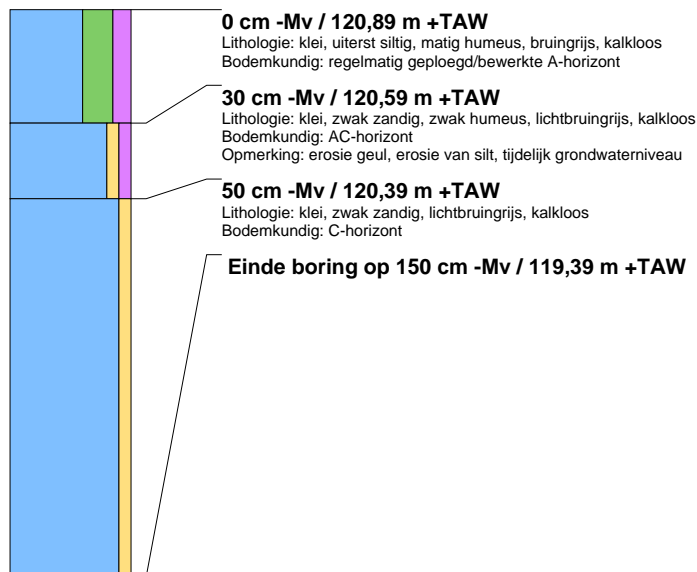 0 cm -Mv / 120,89 m +TAW
Lithologie: klei, uiterst siltig, matig humeus, bruingrijs, kalkloos
Bodemkundig: regelmatig geploegd/bewerkte A-horizont
30 cm -Mv / 120,59 m +TAW
Lithologie: klei, zwak zandig, zwak humeus, lichtbruingrijs, kalkloos
Bodemkundig: AC-horizont
Opmerking: erosie geul, erosie van silt, tijdelijk grondwaterniveau
50 cm -Mv / 120,39 m +TAW
Lithologie: klei, zwak zandig, lichtbruingrijs, kalkloos
Bodemkundig: C-horizont
Einde boring op 150 cm -Mv / 119,39 m +TAW